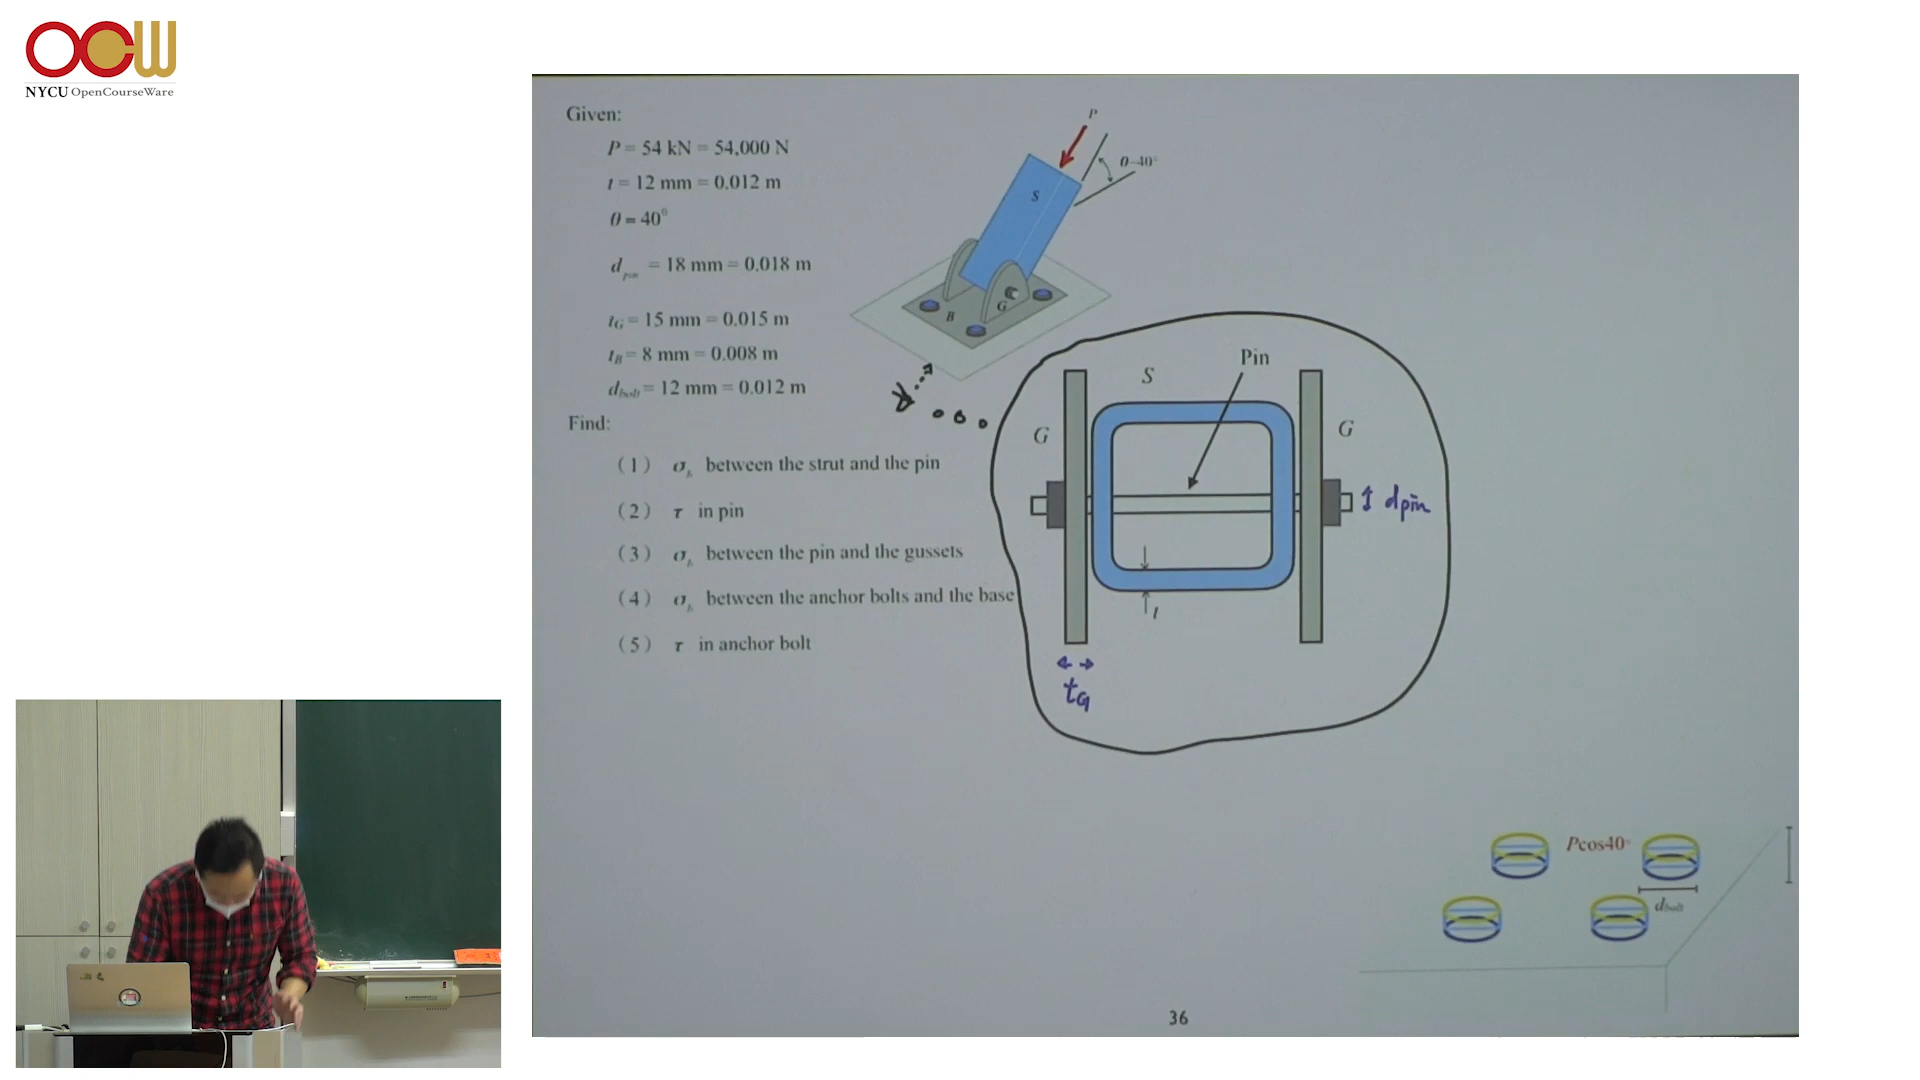 OCW
NYCU OpenCourseWare
Given:
P = 54 kN = 54,000 N
t = 12 mm = 0.012 m
θ = 40°
d_pin = 18 mm = 0.018 m
t_G = 15 mm = 0.015 m
t_B = 8 mm = 0.008 m
d_bolt = 12 mm = 0.012 m
Find:
(1) σ_b between the strut and the pin
(2) τ in pin
(3) σ_b between the pin and the gussets
(4) σ_b between the anchor bolts and the base
(5) τ in anchor bolt
P
θ=40°
S
B
G
Pin
S
G
G
d pin
t
t_G
Pcos40°
d_bolt
36